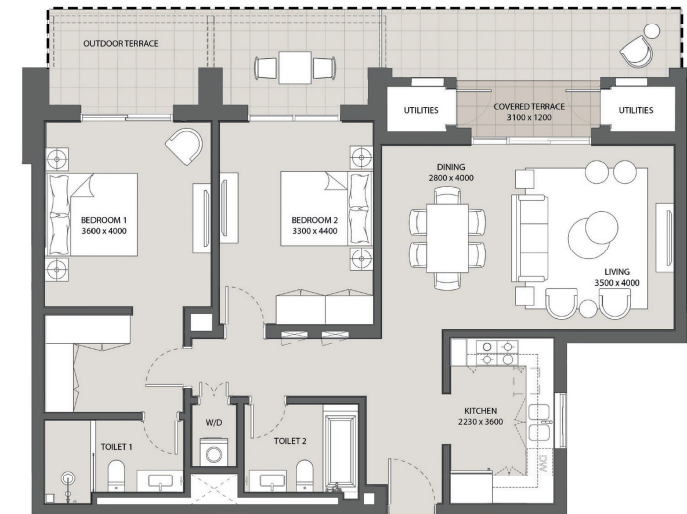 OUTDOOR TERRACE
UTILITIES
COVERED TERRACE
3100 x 1200
UTILITIES
DINING
2800 x 4000
BEDROOM 1
3600 x 4000
BEDROOM 2
3300 x 4400
LIVING
3500 x 4000
KITCHEN
2230 x 3600
W/D
TOILET 1
TOILET 2
DW